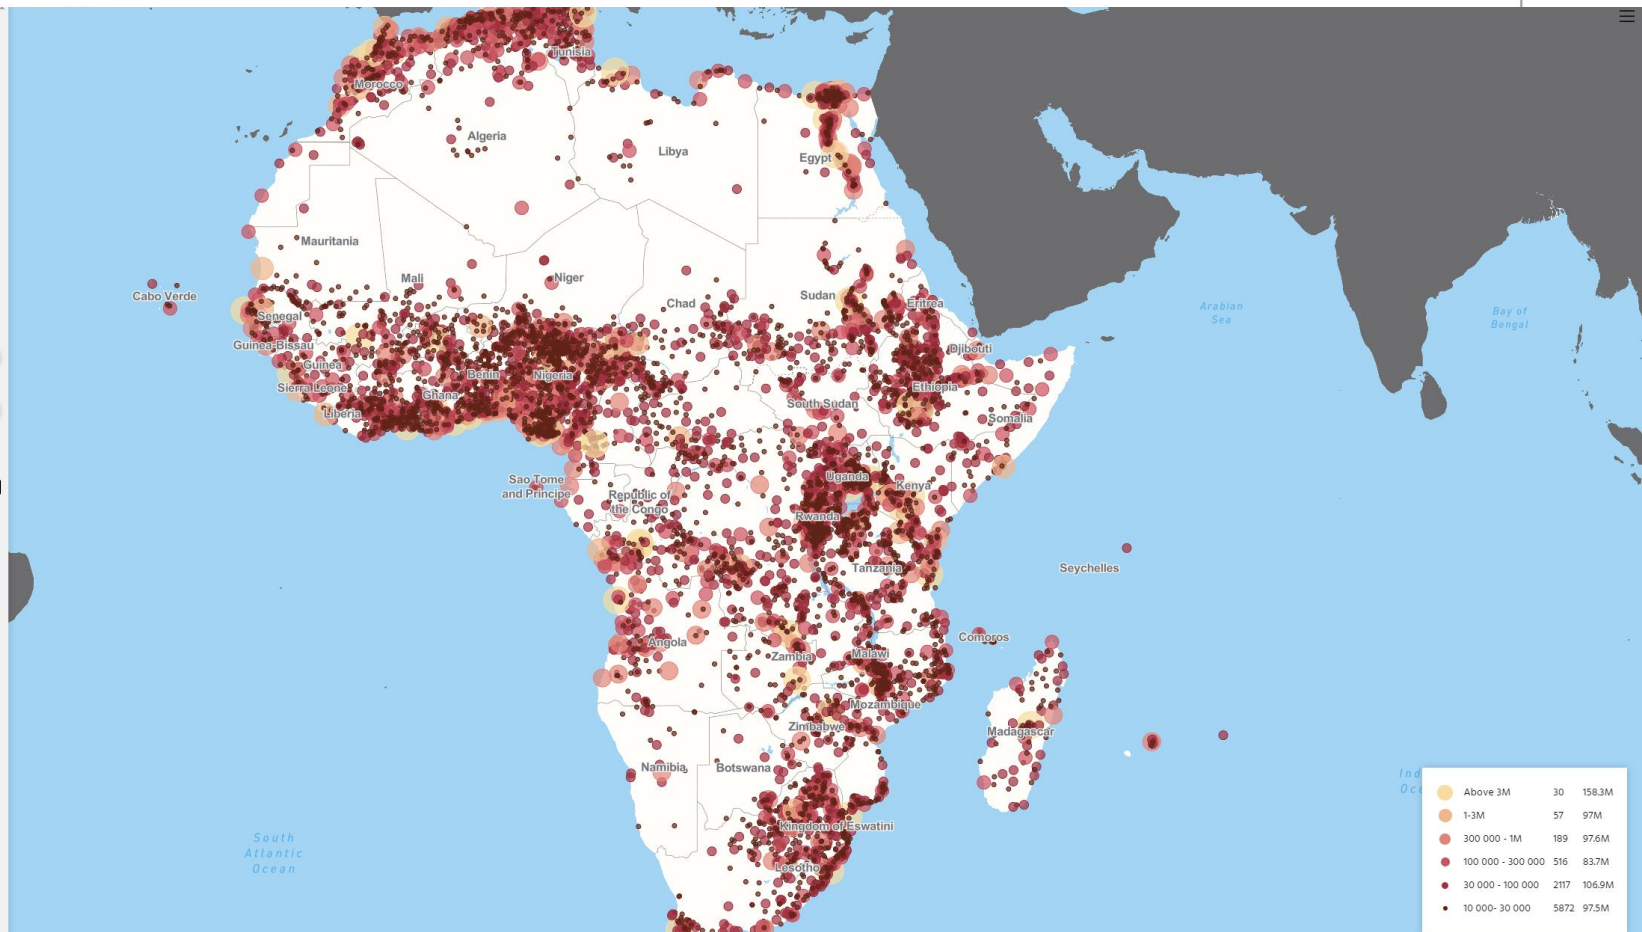 Tunisia
Morocco
Algeria
Libya
Egypt
Mauritania
Mali
Niger
Cabo Verde
Chad
Sudan
Eritrea
Senegal
Arabian
Sea
Bay of
Bengal
Guinea-Bissau
Djibouti
Guinea
Benin
Nigeria
Sierra Leone
Ghana
Ethiopia
South Sudan
Liberia
Somalia
Sao Tome
and Principe
Uganda
Kenya
Republic of
the Congo
Rwanda
Tanzania
Seychelles
Comoros
Angola
Zambia
Malawi
Mozambique
Zimbabwe
Madagascar
Namibia
Botswana
Ind
Oce
Kingdom of Eswatini
South
Atlantic
Ocean
Lesotho
Above 3M 30 158.3M
1-3M 57 97M
300 000 - 1M 189 97.6M
100 000 - 300 000 516 83.7M
30 000 - 100 000 2117 106.9M
10 000- 30 000 5872 97.5M